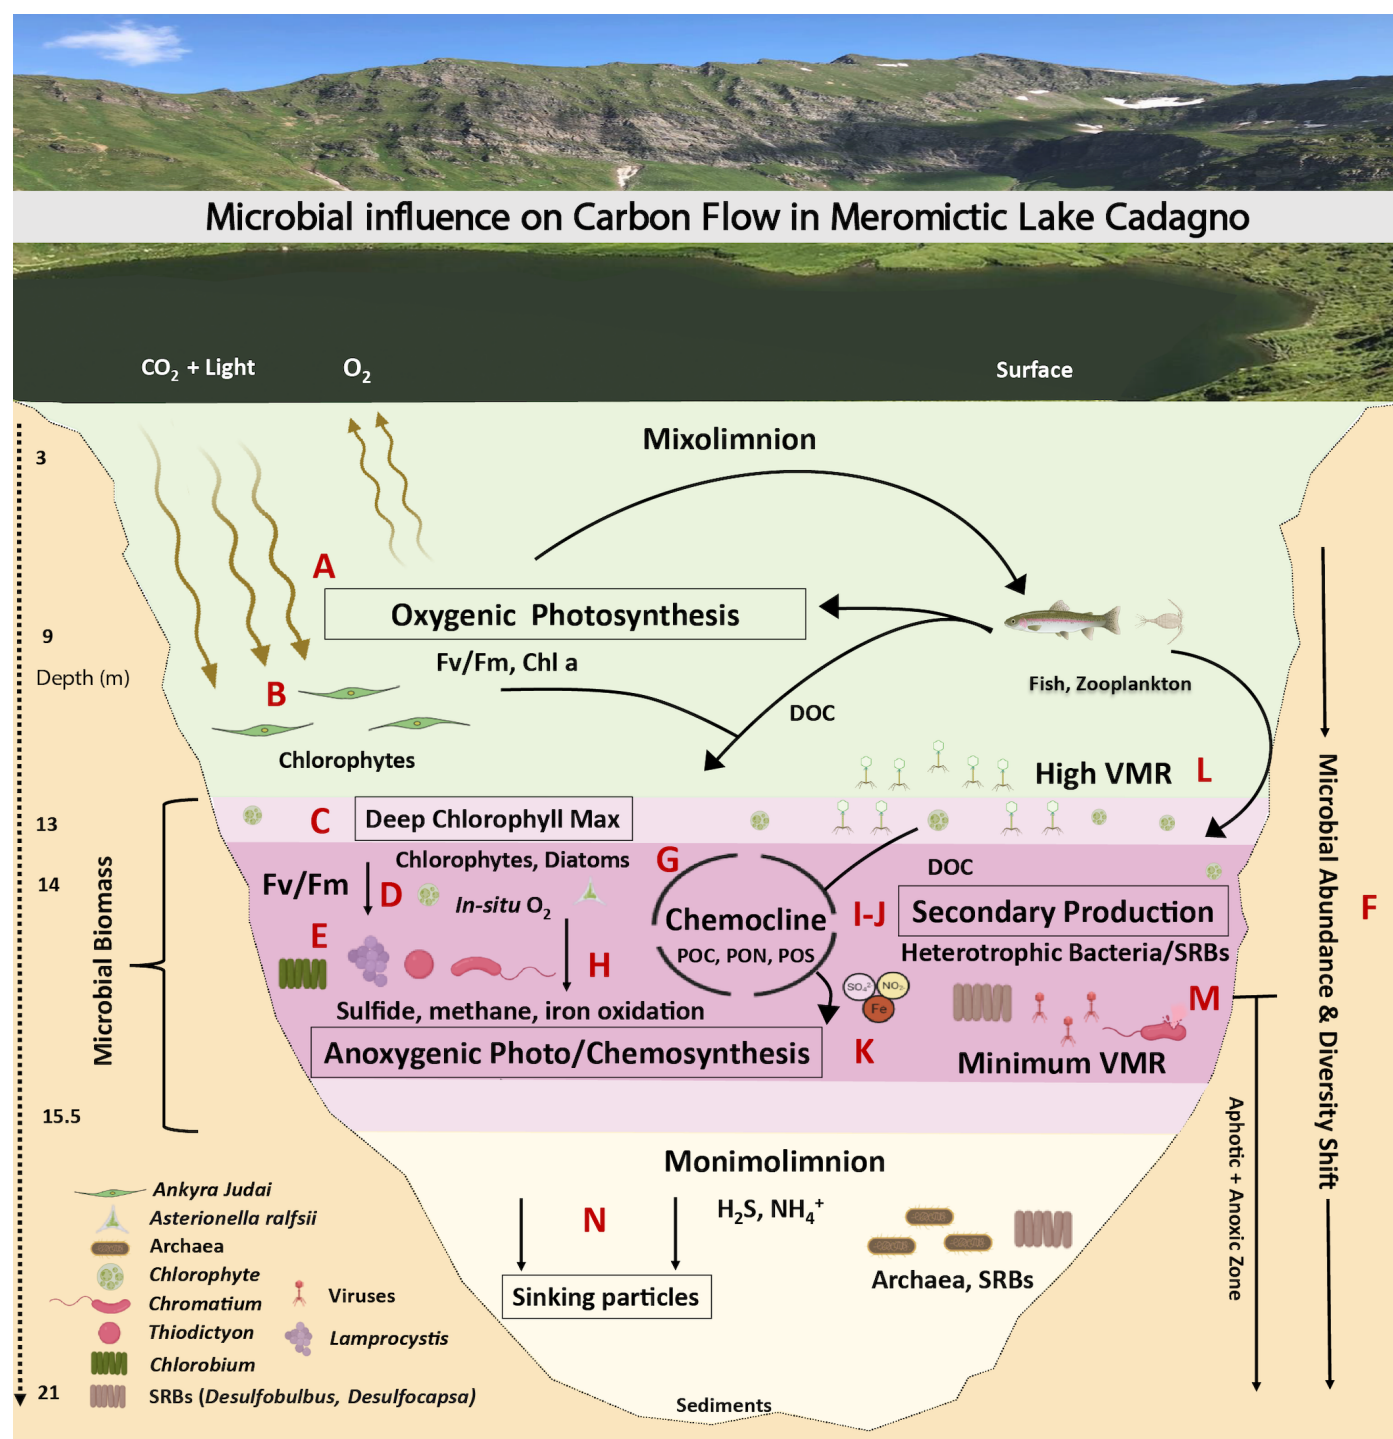 Microbial influence on Carbon Flow in Meromictic Lake Cadagno
CO2 + Light
O2
Surface
Mixolimnion
3
A
Oxygenic Photosynthesis
9
Fv/Fm, Chl a
Depth (m)
B
Fish, Zooplankton
DOC
Chlorophytes
High VMR
L
13
C
Deep Chlorophyll Max
Chlorophytes, Diatoms
G
DOC
14
Fv/Fm
D
In-situ O2
Chemocline
POC, PON, POS
I-J
Secondary Production
Heterotrophic Bacteria/SRBs
F
E
H
SO4²
NO2-
Fe
M
Sulfide, methane, iron oxidation
Anoxygenic Photo/Chemosynthesis
K
Minimum VMR
Microbial Biomass
Microbial Abundance & Diversity Shift
Aphotic + Anoxic Zone
15.5
Monimolimnion
N
H2S, NH4+
Archaea, SRBs
Sinking particles
Ankyra Judai
Asterionella ralfsii
Archaea
Chlorophyte
Chromatium
Viruses
Thiodictyon
Lamprocystis
Chlorobium
21
SRBs (Desulfobulbus, Desulfocapsa)
Sediments